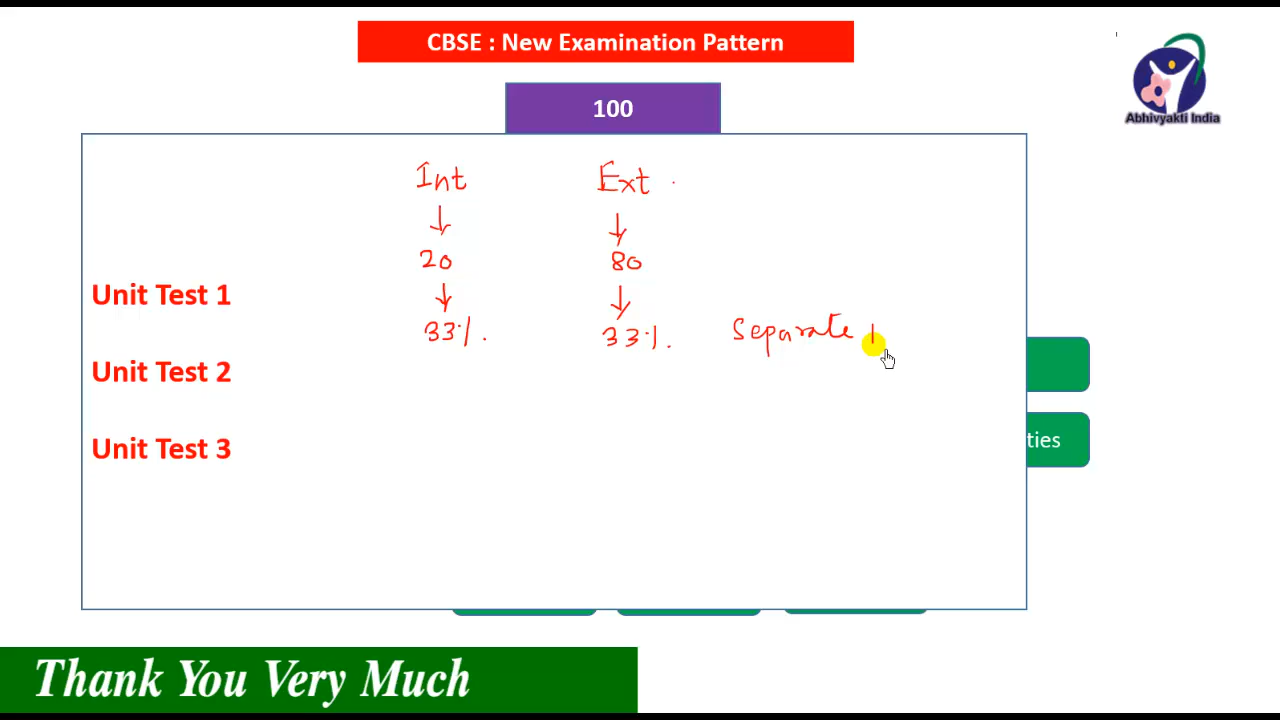 CBSE : New Examination Pattern
Abhivyakti India
100
Int Ext .
20 80
Unit Test 1
33%. 33%. Separate
Unit Test 2
Unit Test 3
ties
Thank You Very Much